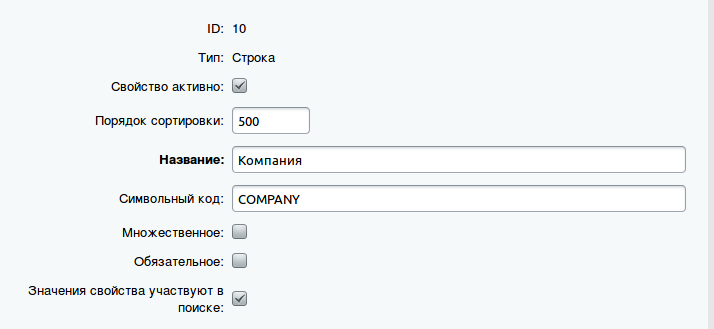 ID: 10
Тип: Строка
Свойство активно:
Порядок сортировки: 500
Название: Компания
Символьный код: COMPANY
Множественное:
Обязательное:
Значения свойства участвуют в
поиске: